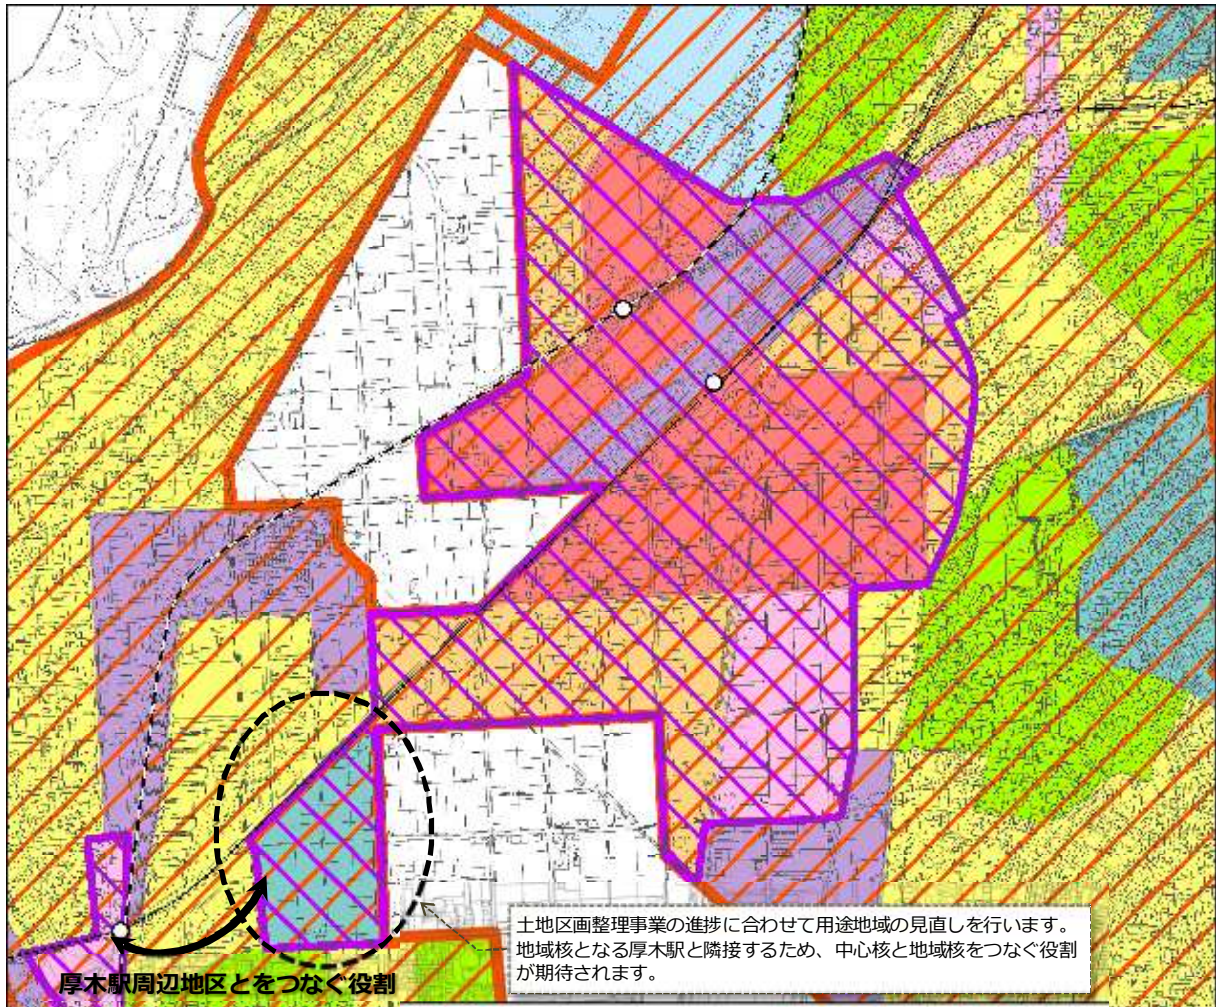 土地区画整理事業の進捗に合わせて用途地域の見直しを行います。
地域核となる厚木駅と隣接するため、中心核と地域核をつなぐ役割
が期待されます。
厚木駅周辺地区とをつなぐ役割